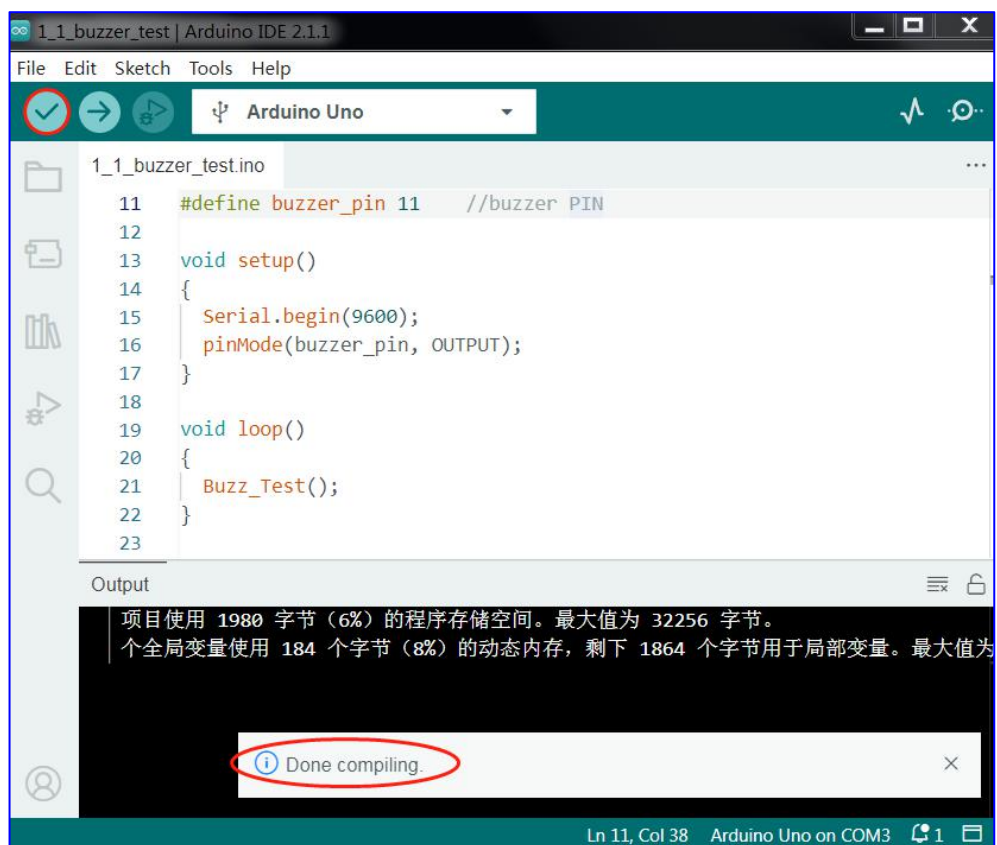 1_1_buzzer_test | Arduino IDE 2.1.1
File Edit Sketch Tools Help
Arduino Uno
1_1_buzzer_test.ino
11 #define buzzer_pin 11 //buzzer PIN
12
13 void setup()
14 {
15 Serial.begin(9600);
16 pinMode(buzzer_pin, OUTPUT);
17 }
18
19 void loop()
20 {
21 Buzz_Test();
22 }
23
Output
项目使用 1980 字节（6%）的程序存储空间。最大值为 32256 字节。
个全局变量使用 184 个字节（8%）的动态内存，剩下 1864 个字节用于局部变量。最大值为
Done compiling.
Ln 11, Col 38 Arduino Uno on COM3 1